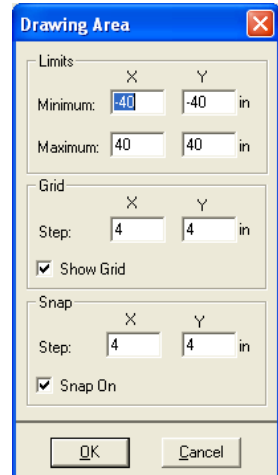 Drawing Area
Limits
X Y
Minimum: -40 -40 in
Maximum: 40 40 in
Grid
X Y
Step: 4 4 in
Show Grid
Snap
X Y
Step: 4 4 in
Snap On
OK Cancel